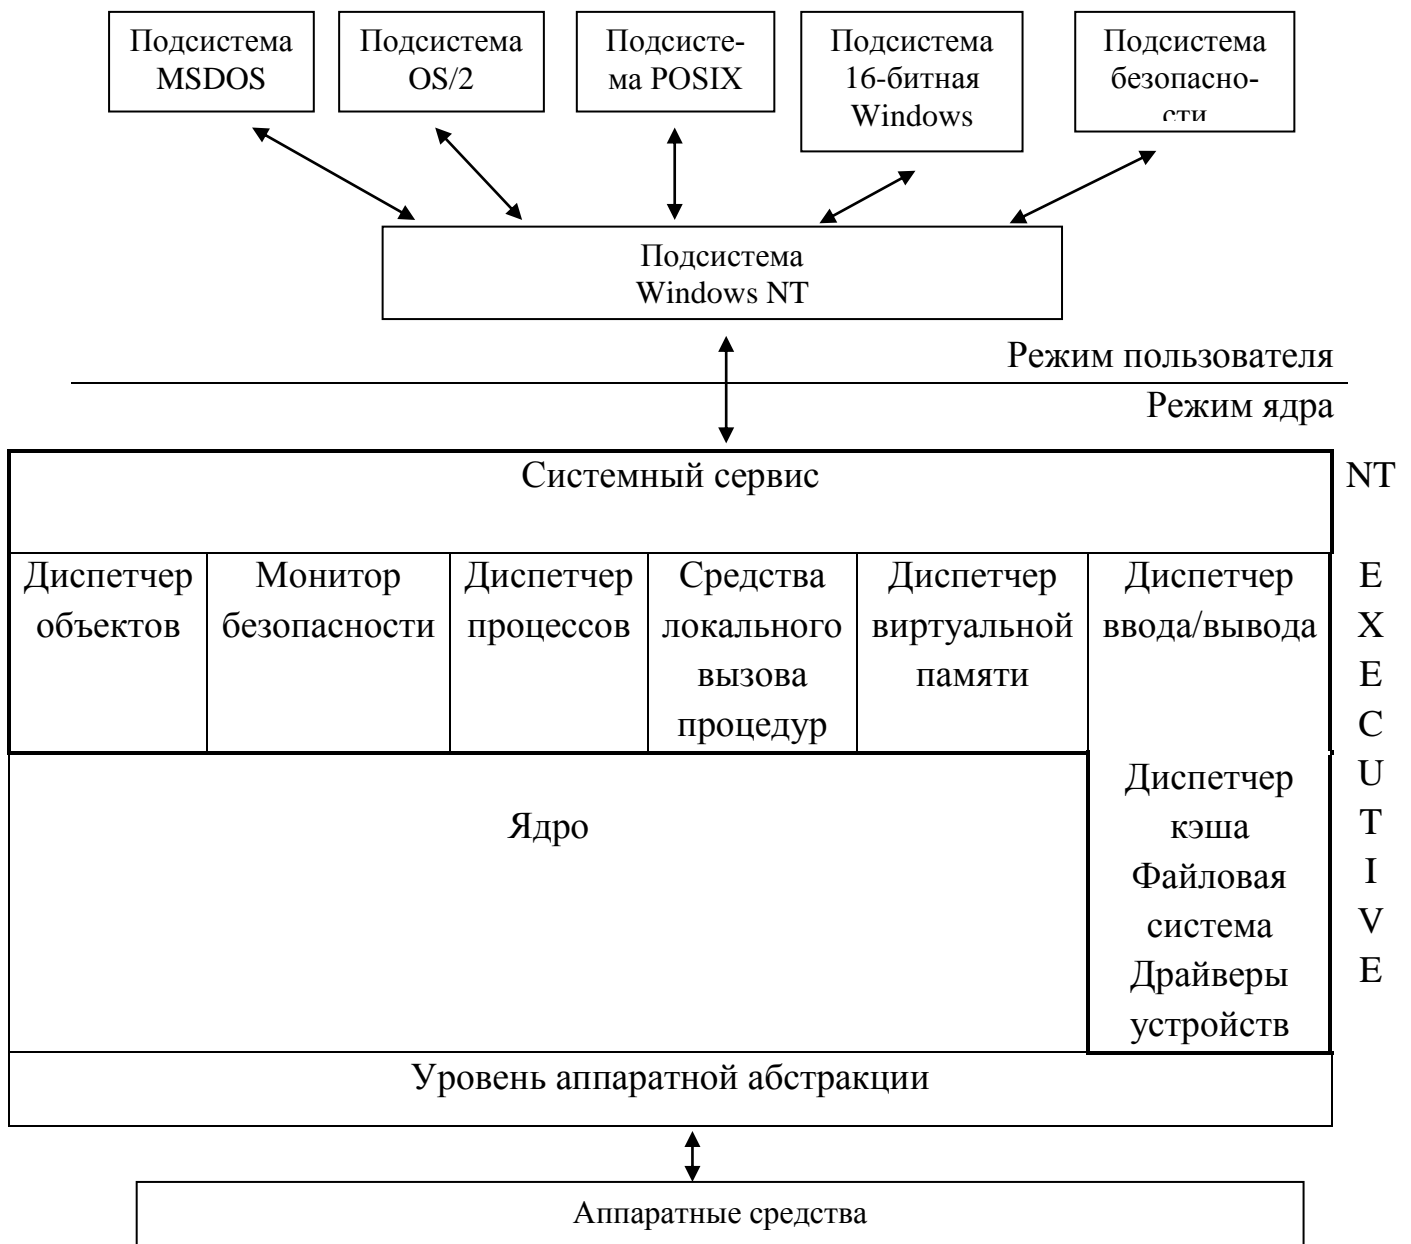 Подсистема
MSDOS
Подсистема
OS/2
Подсисте-
ма POSIX
Подсистема
16-битная
Windows
Подсистема
безопасно-
сти
Подсистема
Windows NT
Режим пользователя
Режим ядра
Системный сервис
NT
Диспетчер
объектов
Монитор
безопасности
Диспетчер
процессов
Средства
локального
вызова
процедур
Диспетчер
виртуальной
памяти
Диспетчер
ввода/вывода
Ядро
Диспетчер
кэша
Файловая
система
Драйверы
устройств
E
X
E
C
U
T
I
V
E
Уровень аппаратной абстракции
Аппаратные средства